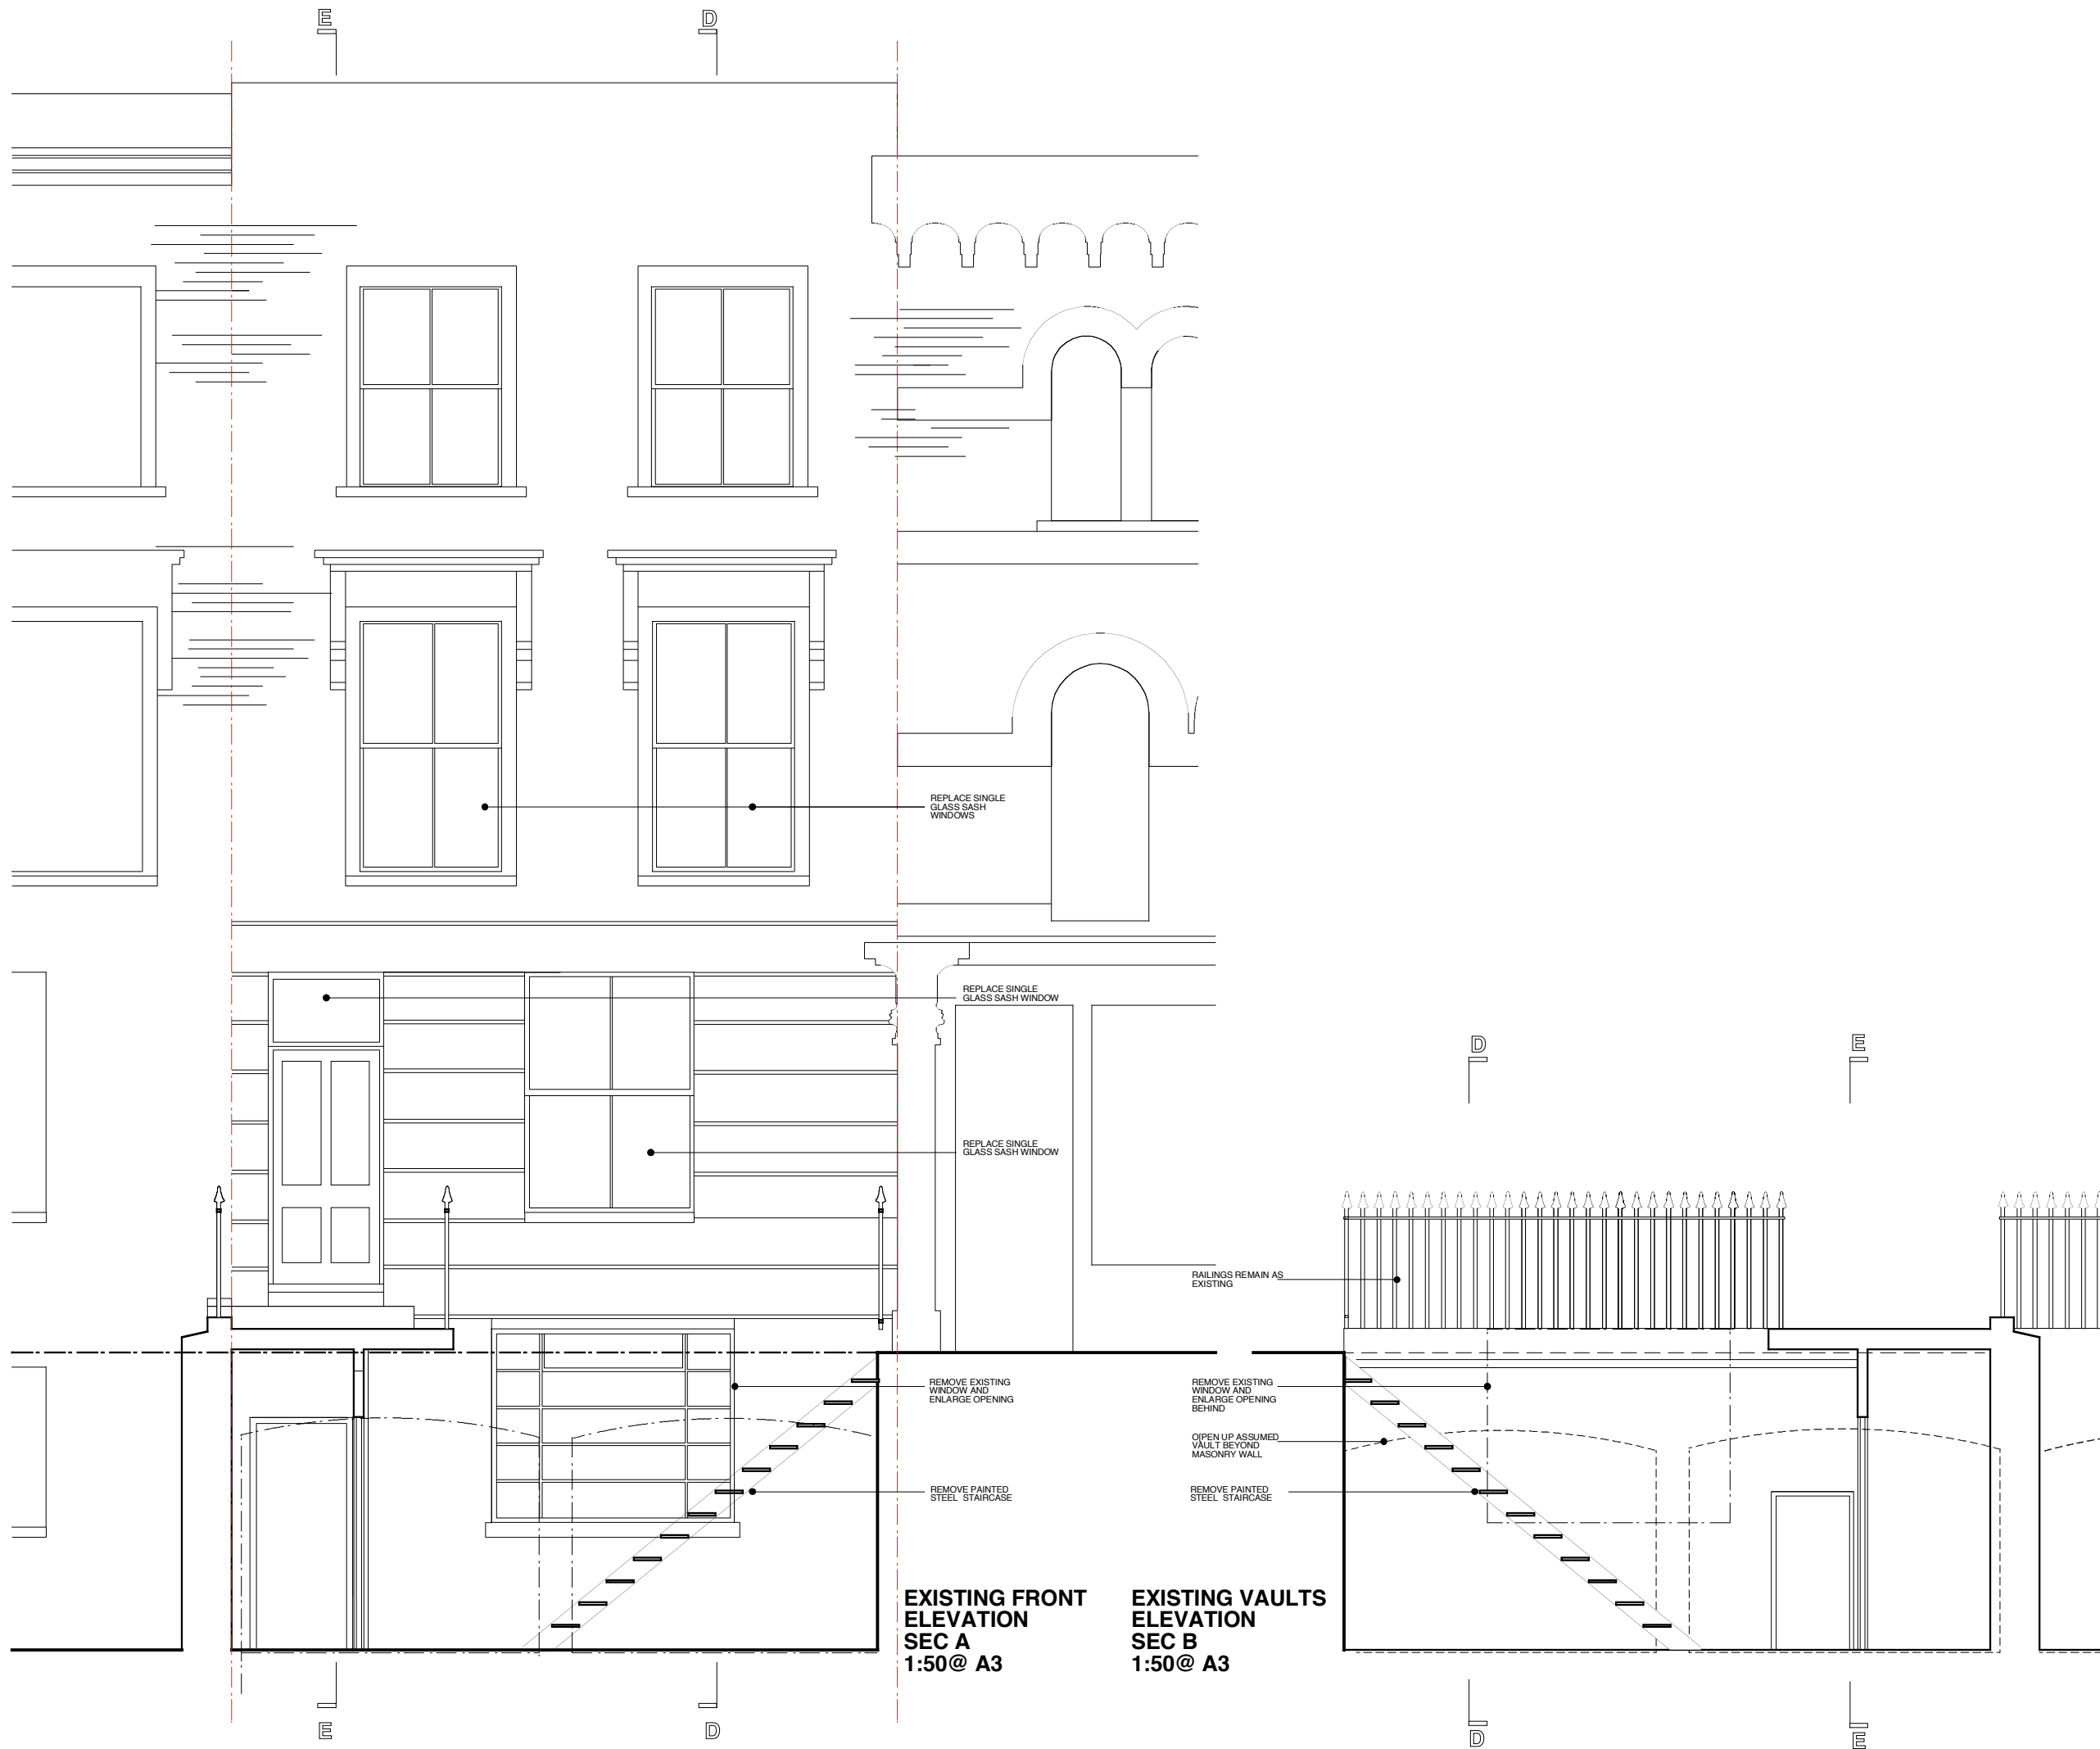 E
D
REPLACE SINGLE
GLASS SASH
WINDOWS
REPLACE SINGLE
GLASS SASH WINDOW
D
E
REPLACE SINGLE
GLASS SASH WINDOW
RAILINGS REMAIN AS
EXISTING
REMOVE EXISTING
WINDOW AND
ENLARGE OPENING
REMOVE EXISTING
WINDOW AND
ENLARGE OPENING
BEHIND
O(PEN UP ASSUMED
VAULT BEYOND
MASONRY WALL
REMOVE PAINTED
STEEL STAIRCASE
REMOVE PAINTED
STEEL STAIRCASE
EXISTING FRONT
ELEVATION
SEC A
1:50@ A3
EXISTING VAULTS
ELEVATION
SEC B
1:50@ A3
E
D
D
E